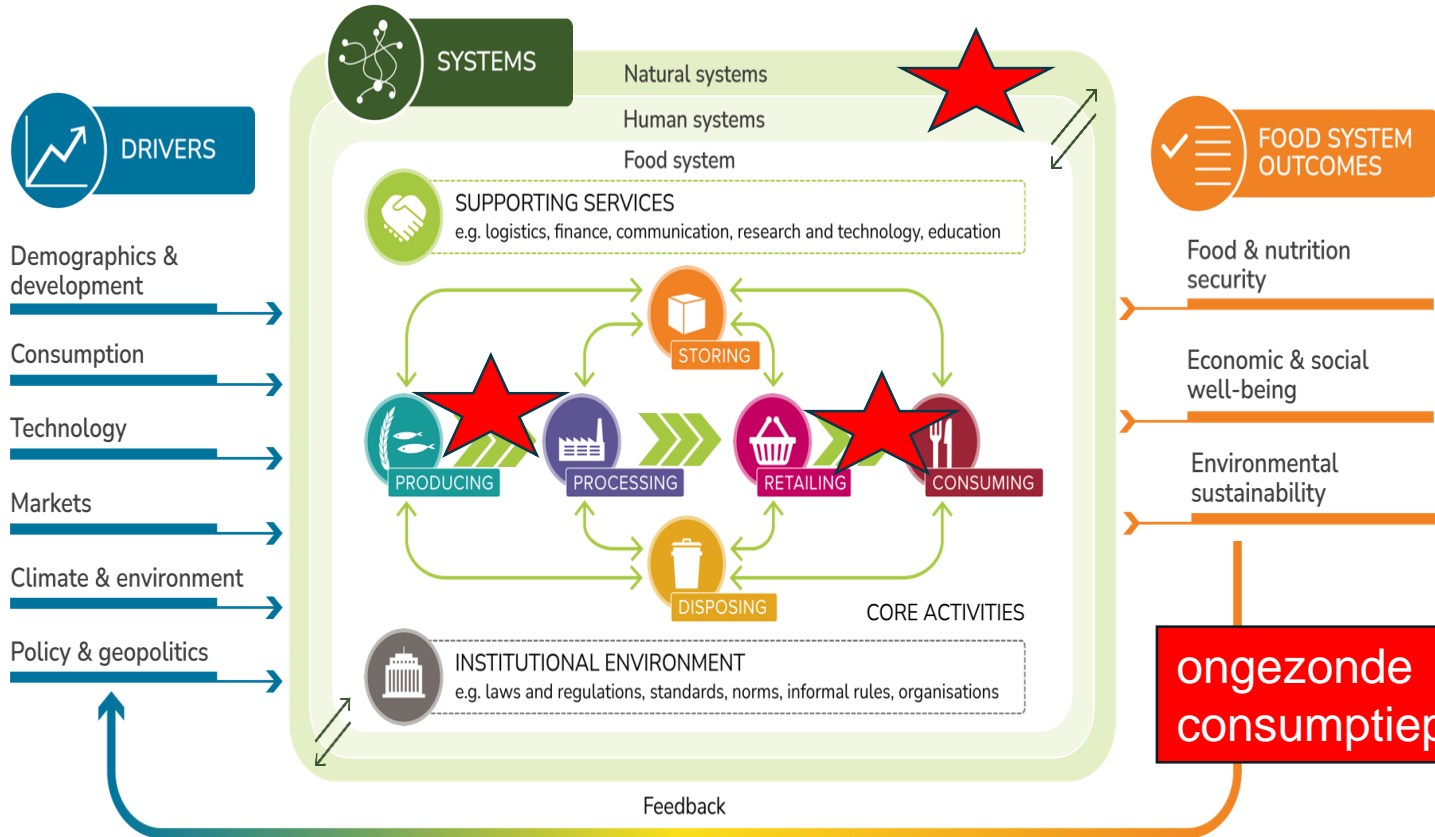 SYSTEMS
Natural systems
Human systems
Food system
DRIVERS
Demographics &
development
Consumption
Technology
Markets
Climate & environment
Policy & geopolitics
SUPPORTING SERVICES
e.g. logistics, finance, communication, research and technology, education
STORING
PRODUCING
PROCESSING
RETAILING
CONSUMING
DISPOSING
CORE ACTIVITIES
INSTITUTIONAL ENVIRONMENT
e.g. laws and regulations, standards, norms, informal rules, organisations
FOOD SYSTEM
OUTCOMES
Food & nutrition
security
Economic & social
well-being
Environmental
sustainability
ongezonde
Feedback